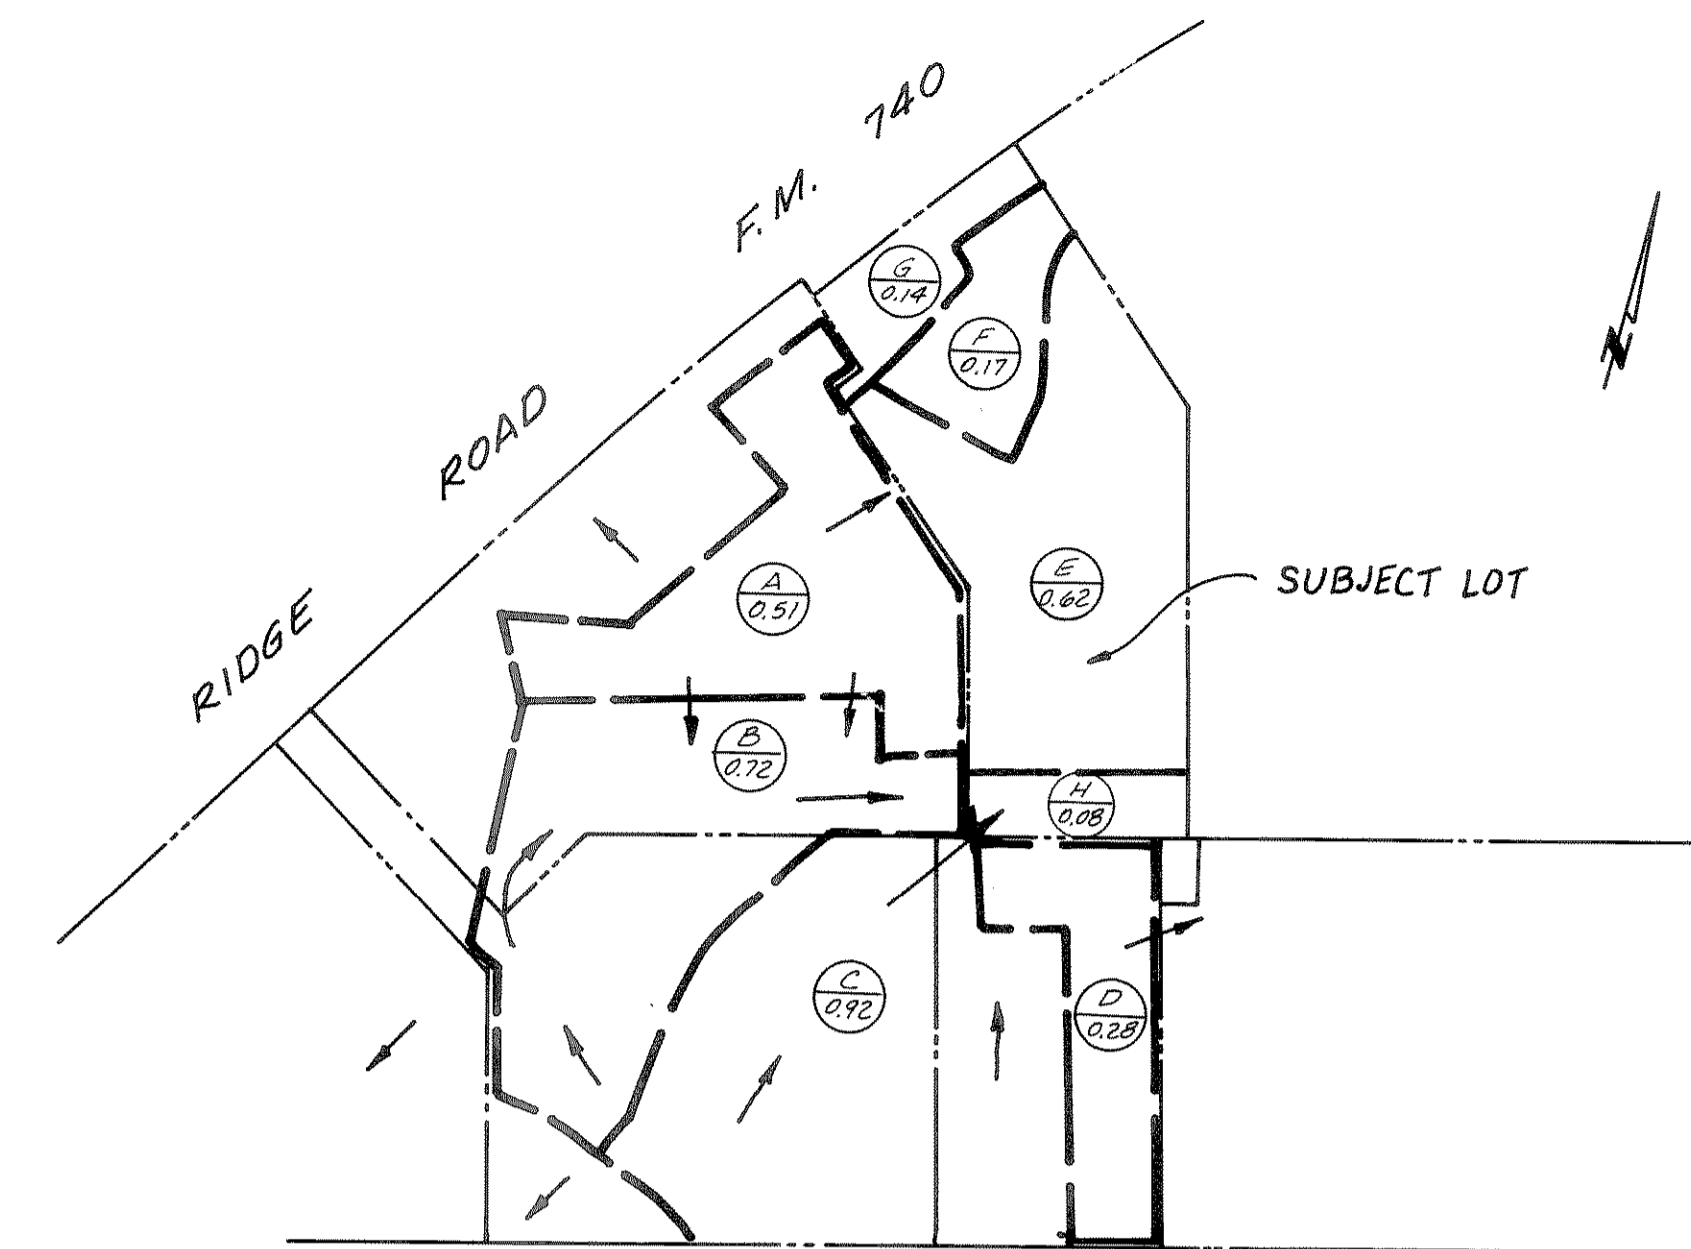 RIDGE ROAD F.M. 740
G
0.14
F
0.17
A
0.51
E
0.62
SUBJECT LOT
B
0.72
H
0.08
C
0.92
D
0.28
N